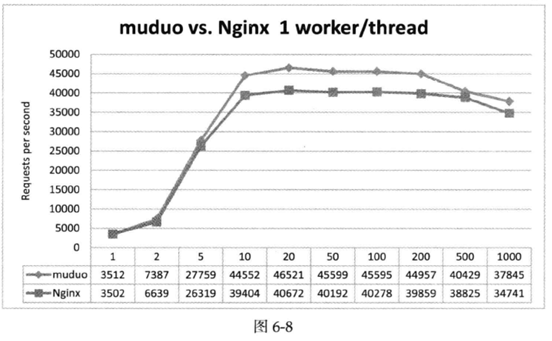 muduo vs. Nginx 1 worker/thread
Requests per second
50000
45000
40000
35000
30000
25000
20000
15000
10000
5000
0
1 2 5 10 20 50 100 200 500 1000
muduo 3512 7387 27759 44552 46521 45599 45595 44957 40429 37845
Nginx 3502 6639 26319 39404 40672 40192 40278 39859 38825 34741
图 6-8